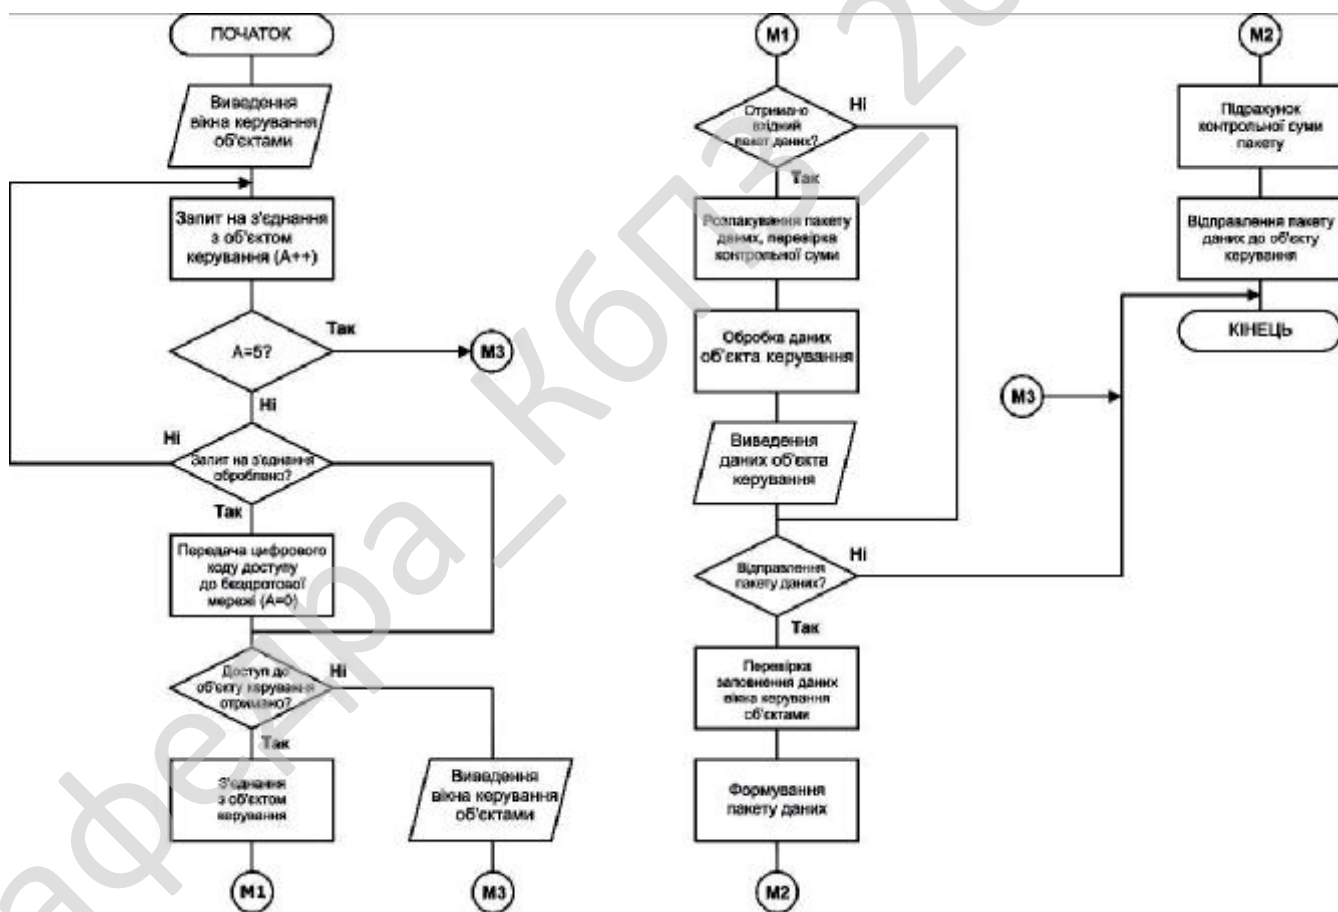 ПОЧАТОК
Виведення
вікна керування
об'єктами
Запит на з'єднання
з об'єктом
керування (А++)
А=5?
Так
М3
Ні
Ні
Запит на з'єднання
оброблено?
Так
Передача цифрового
коду доступу
до бездротової
мережі (А=0)
Доступ до
об'єкту керування
отримано?
Ні
Так
З'єднання
з об'єктом
керування
М1
Виведення
вікна керування
об'єктами
М3
М1
Отримано
вхідний
пакет даних?
Ні
Так
Розпакування пакету
даних, перевірка
контрольної суми
Обробка даних
об'єкта керування
Виведення
даних об'єкта
керування
Відправлення
пакету даних?
Ні
Так
Перевірка
заповнення даних
вікна керування
об'єктами
Формування
пакету даних
М2
М2
Підрахунок
контрольної суми
пакету
Відправлення пакету
даних до об'єкту
керування
КІНЕЦЬ
М3
афедра_КбПЗ_20